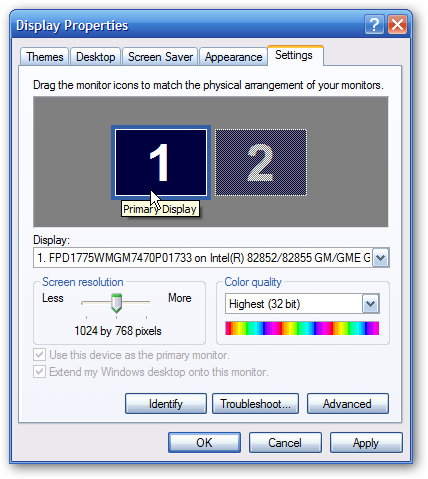 Display Properties
Themes Desktop Screen Saver Appearance Settings
Drag the monitor icons to match the physical arrangement of your monitors.
1 2
Primary Display
Display:
1. FPD1775WMGM7470P01733 on Intel(R) 82852/82855 GM/GME G
Screen resolution
Less More
1024 by 768 pixels
Color quality
Highest (32 bit)
Use this device as the primary monitor.
Extend my Windows desktop onto this monitor.
Identify Troubleshoot... Advanced
OK Cancel Apply